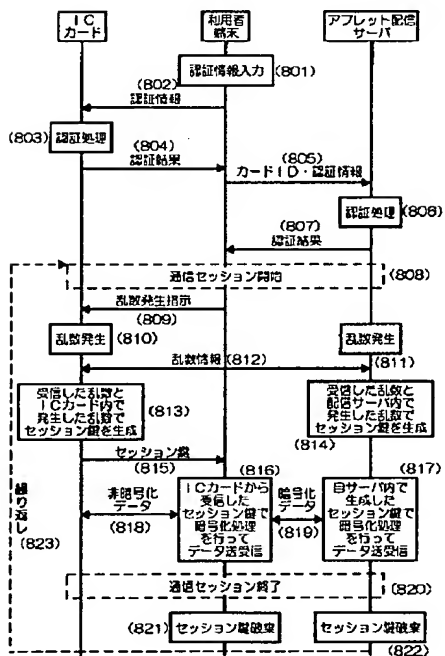 ICカード
利用者端末
アプレット配信サーバ
認証情報入力 (801)
(802)
認証情報
(803) 認証処理
(804)
認証結果
(805)
カードID・認証情報
認証処理 (806)
(807)
認証結果
通信セッション開始 (808)
乱数発生指示
(809)
乱数発生 (810)
乱数発生
(811)
乱数情報 (812)
受信した乱数と
ICカード内で
発生した乱数で
セッション鍵を生成
(813)
受信した乱数と
配信サーバ内で
発生した乱数で
セッション鍵を生成
(814)
セッション鍵
(815)
(816)
ICカードから
受信した
セッション鍵で
暗号化処理
を行って
データ送受信
(817)
自サーバ内で
生成した
セッション鍵で
暗号化処理
を行って
データ送受信
非暗号化
データ
(818)
暗号化
データ
(819)
繰り返し
(823)
通信セッション終了 (820)
(821) セッション鍵破棄
セッション鍵破棄
(822)